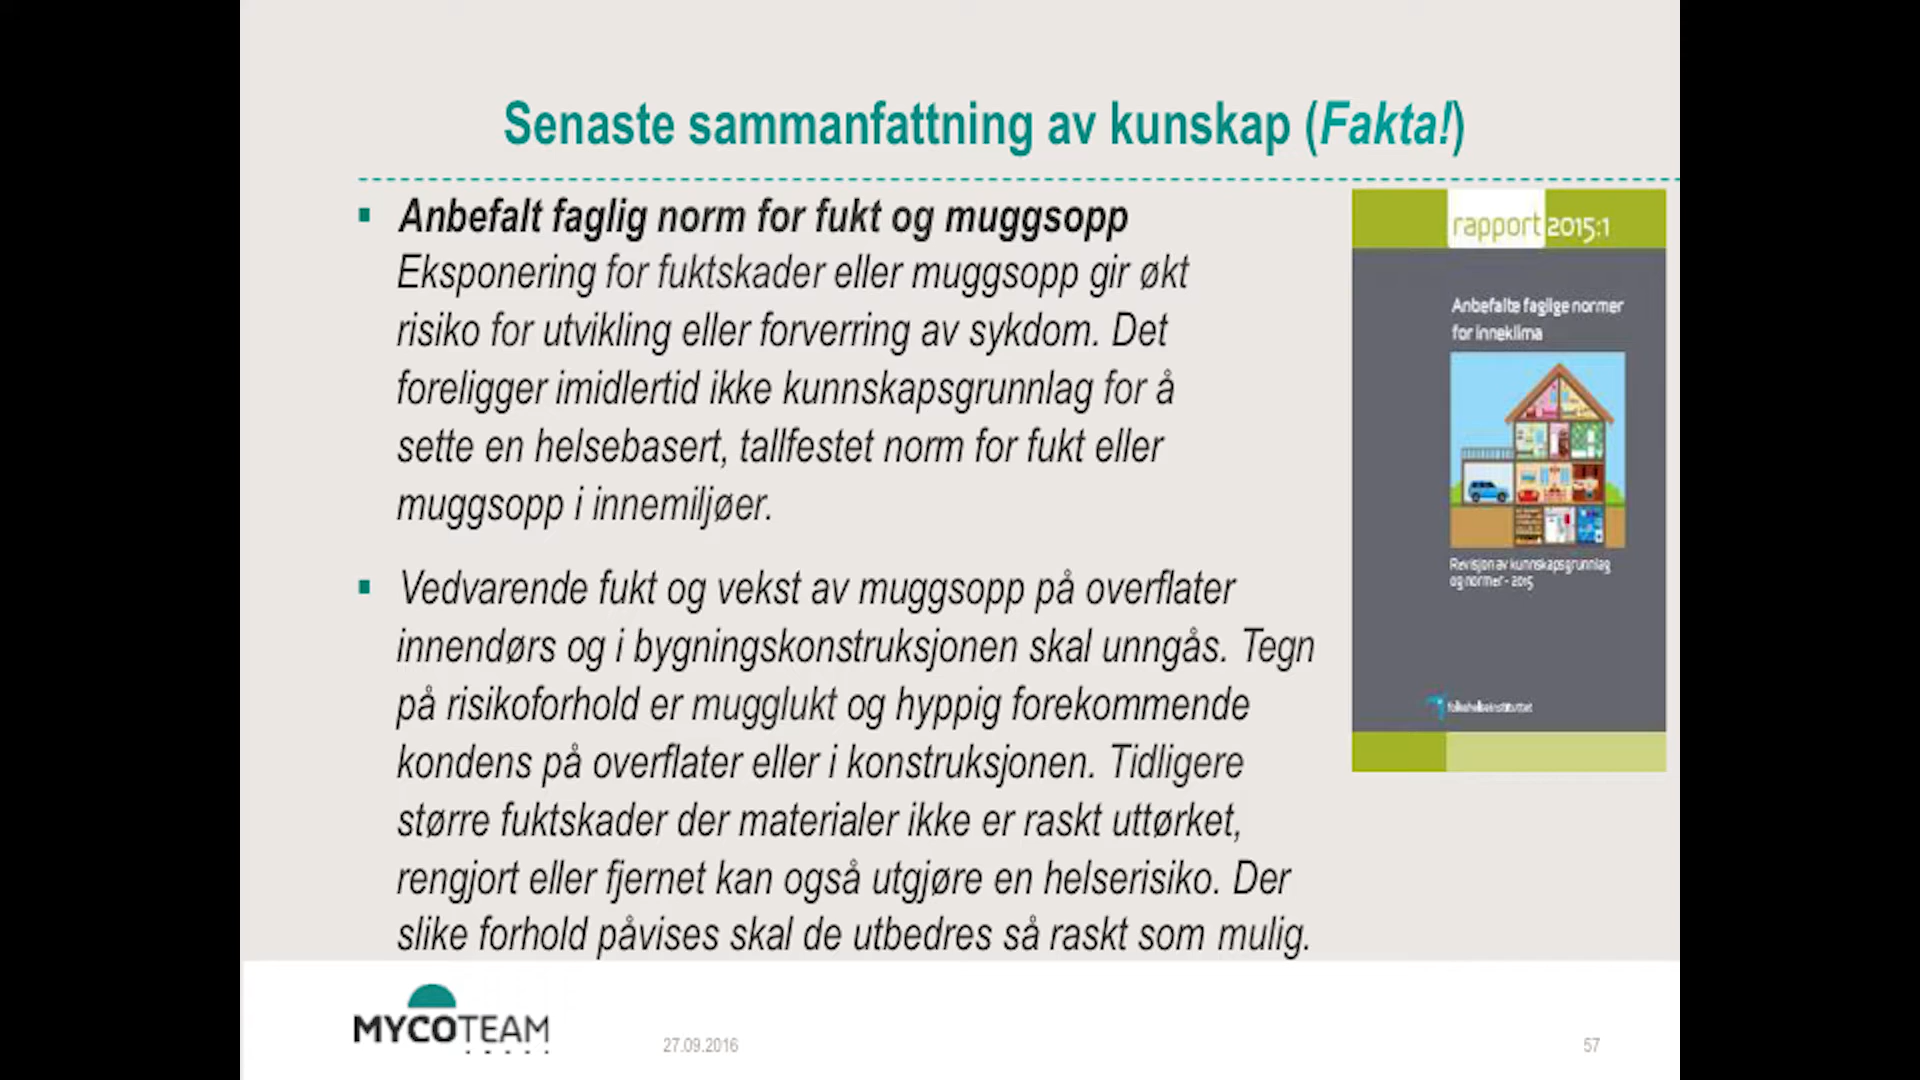 Senaste sammanfattning av kunskap (Fakta!)
▪ Anbefalt faglig norm for fukt og muggsopp
Eksponering for fuktskader eller muggsopp gir økt
risiko for utvikling eller forverring av sykdom. Det
foreligger imidlertid ikke kunnskapsgrunnlag for å
sette en helsebasert, tallfestet norm for fukt eller
muggsopp i innemiljøer.
▪ Vedvarende fukt og vekst av muggsopp på overflater
innendørs og i bygningskonstruksjonen skal unngås. Tegn
på risikoforhold er mugglukt og hyppig forekommende
kondens på overflater eller i konstruksjonen. Tidligere
større fuktskader der materialer ikke er raskt uttørket,
rengjort eller fjernet kan også utgjøre en helserisiko. Der
slike forhold påvises skal de utbedres så raskt som mulig.
rapport 2015:1
Anbefalte faglige normer
for inneklima
Revisjon av kunnskapsgrunnlag
og normer - 2015
folkehelseinstituttet
MYCOTEAM
27.09.2016
57